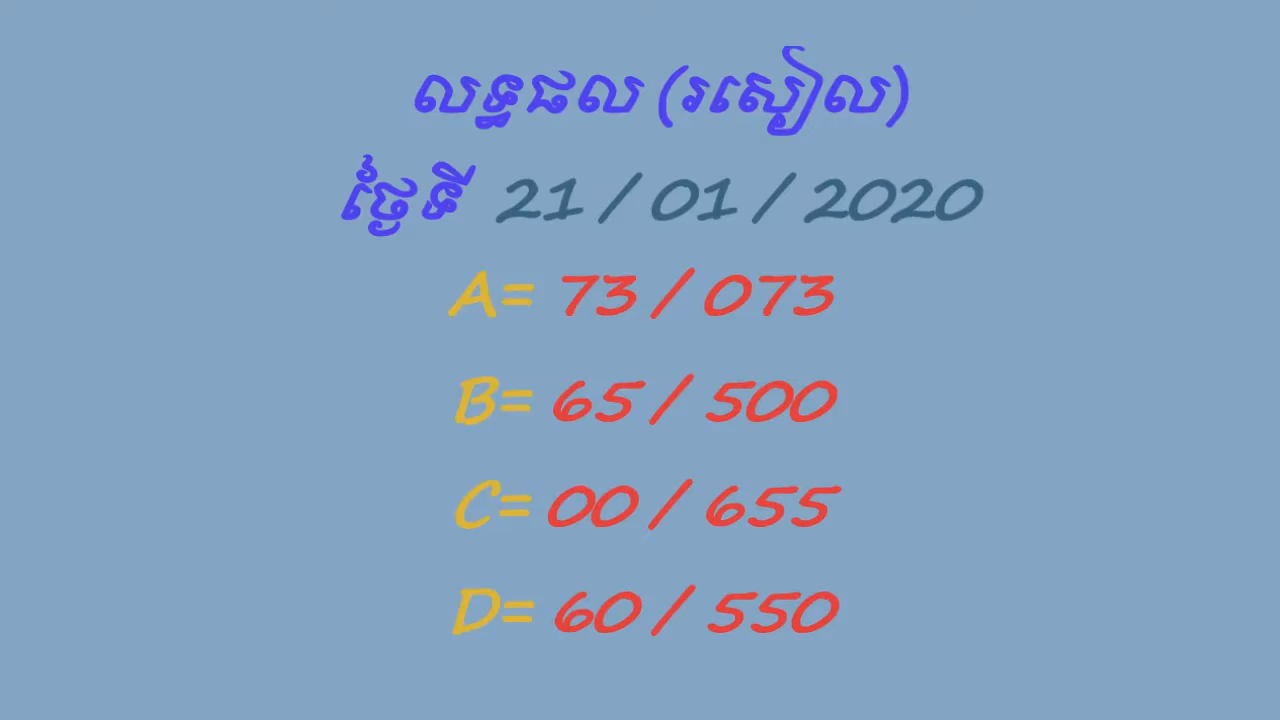 លទ្ធផល (រសៀល)
ថ្ងៃទី 21 / 01 / 2020
A= 73 / 073
B= 65 / 500
C= 00 / 655
D= 60 / 550